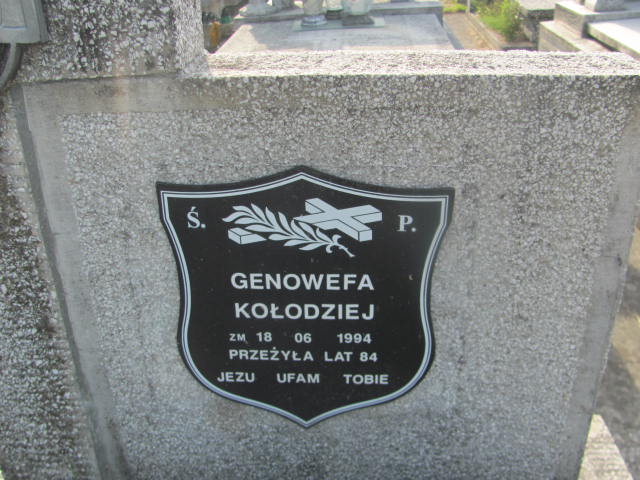 Ś. P.
GENOWEFA
KOŁODZIEJ
ZM 18 06 1994
PRZEŻYŁA LAT 84
JEZU UFAM TOBIE